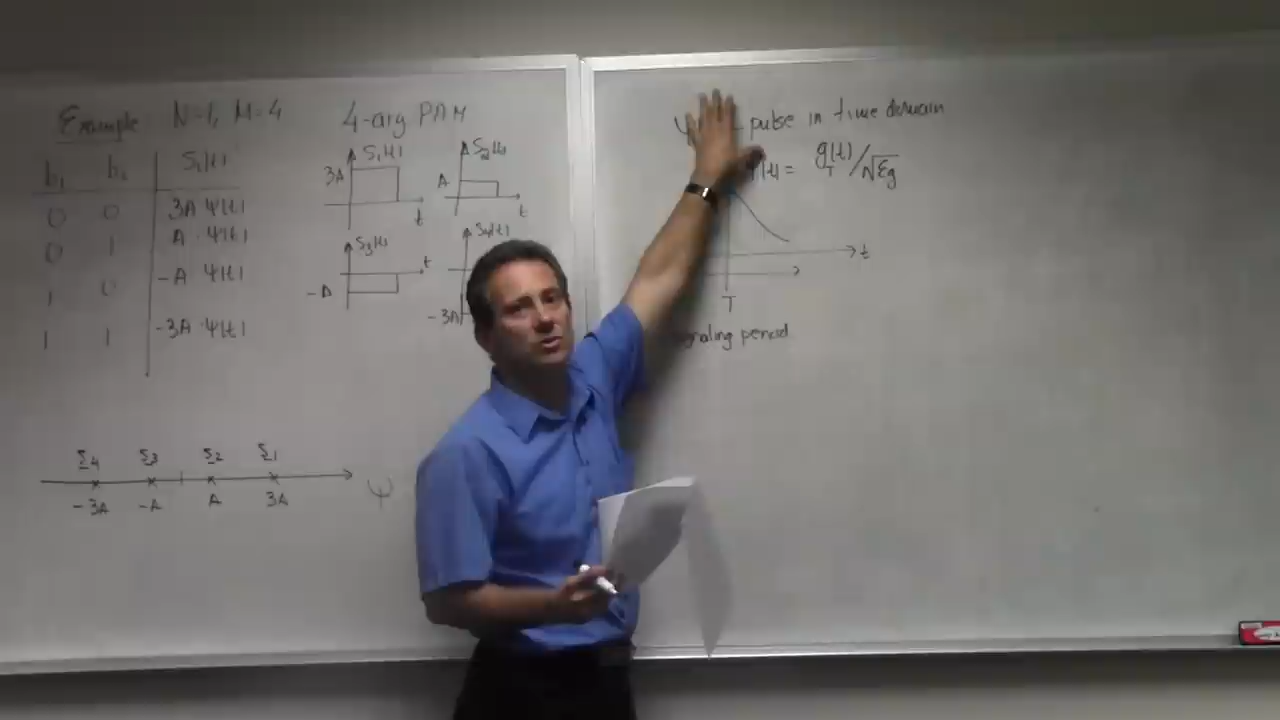 Example: N=1, M=4 4-ary PAM
b₁ b₂ Sᵢ(t)
0 0 3A ψ(t)
0 1 A · ψ(t)
1 0 -A ψ(t)
1 1 -3A · ψ(t)
3A S₁(t) t
A S₂(t) t
-A S₃(t) t
-3A S₄(t)
S₄ S₃ S₂ S₁
-3A -A A 3A ψ
ψ pulse in time domain
(t) = g_T(t)/√Eg
t
T
signaling period